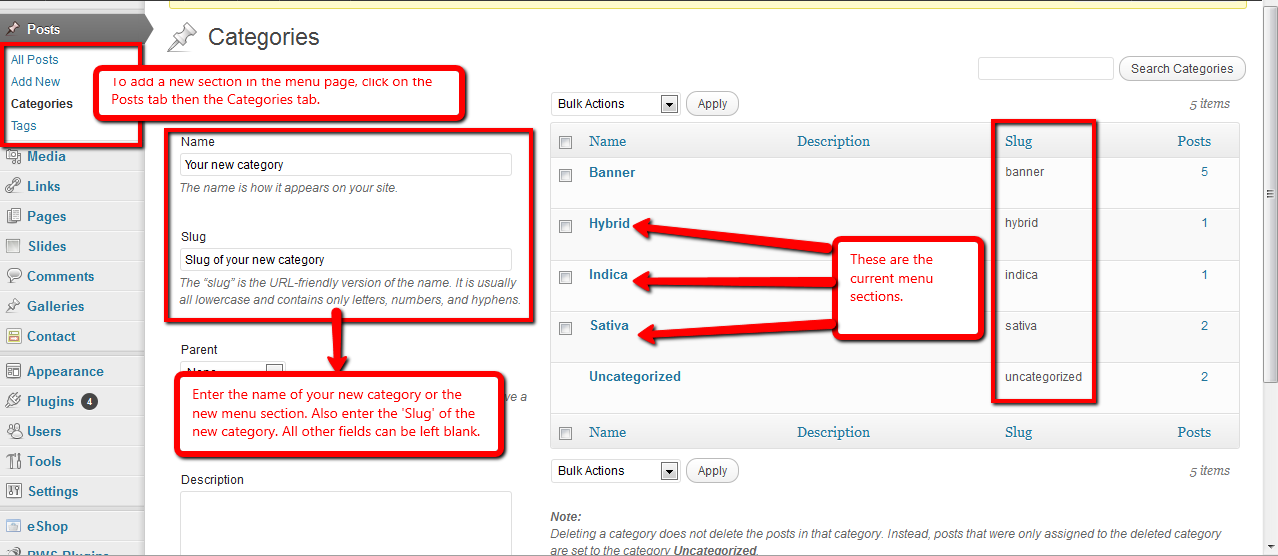 Posts
All Posts
Add New
Categories
Tags
Media
Links
Pages
Slides
Comments
Galleries
Contact
Appearance
Plugins 4
Users
Tools
Settings
eShop
Categories
To add a new section in the menu page, click on the
Posts tab then the Categories tab.
Name
Your new category
The name is how it appears on your site.
Slug
Slug of your new category
The “slug” is the URL-friendly version of the name. It is usually
all lowercase and contains only letters, numbers, and hyphens.
Parent
None
ve a
Enter the name of your new category or the
new menu section. Also enter the 'Slug' of the
new category. All other fields can be left blank.
Description
Search Categories
Bulk Actions Apply 5 items
Name Description Slug Posts
Banner banner 5
Hybrid hybrid 1
Indica indica 1
Sativa sativa 2
Uncategorized uncategorized 2
These are the
current menu
sections.
Name Description Slug Posts
Bulk Actions Apply 5 items
Note:
Deleting a category does not delete the posts in that category. Instead, posts that were only assigned to the deleted category
are set to the category Uncategorized.